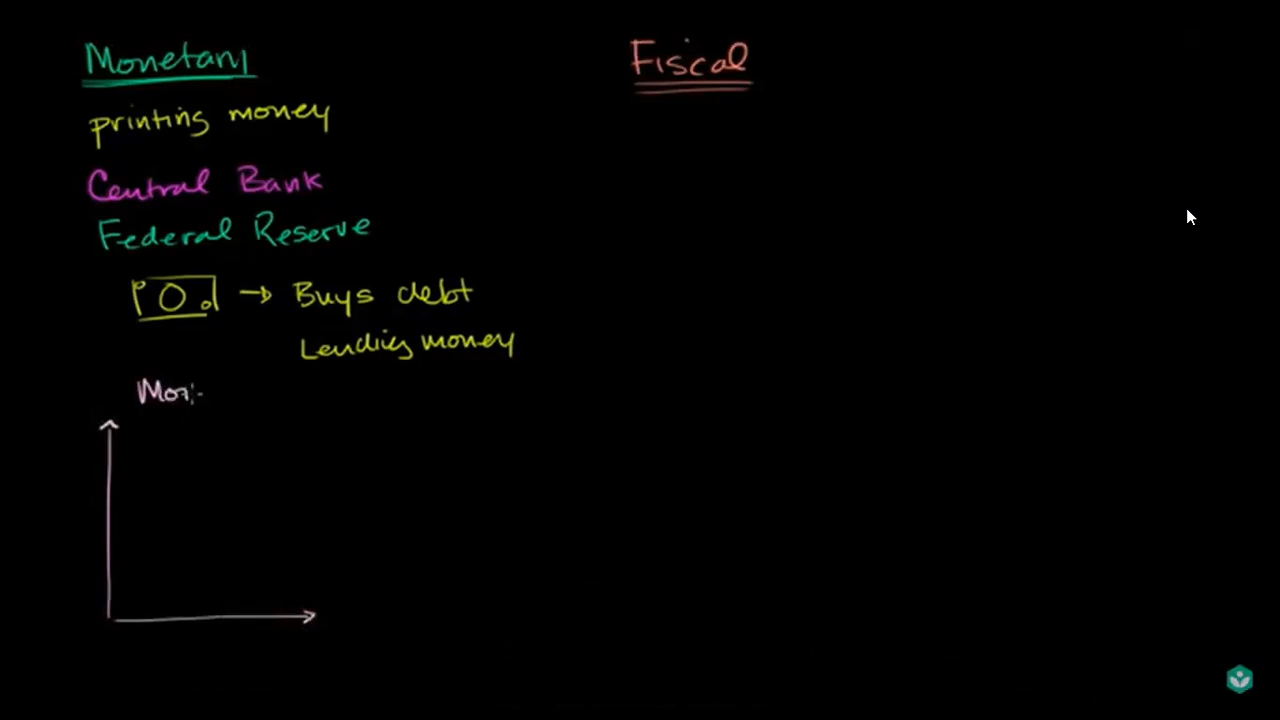 Monetary
Fiscal
printing money
Central Bank
Federal Reserve
→ Buys debt
Lending money